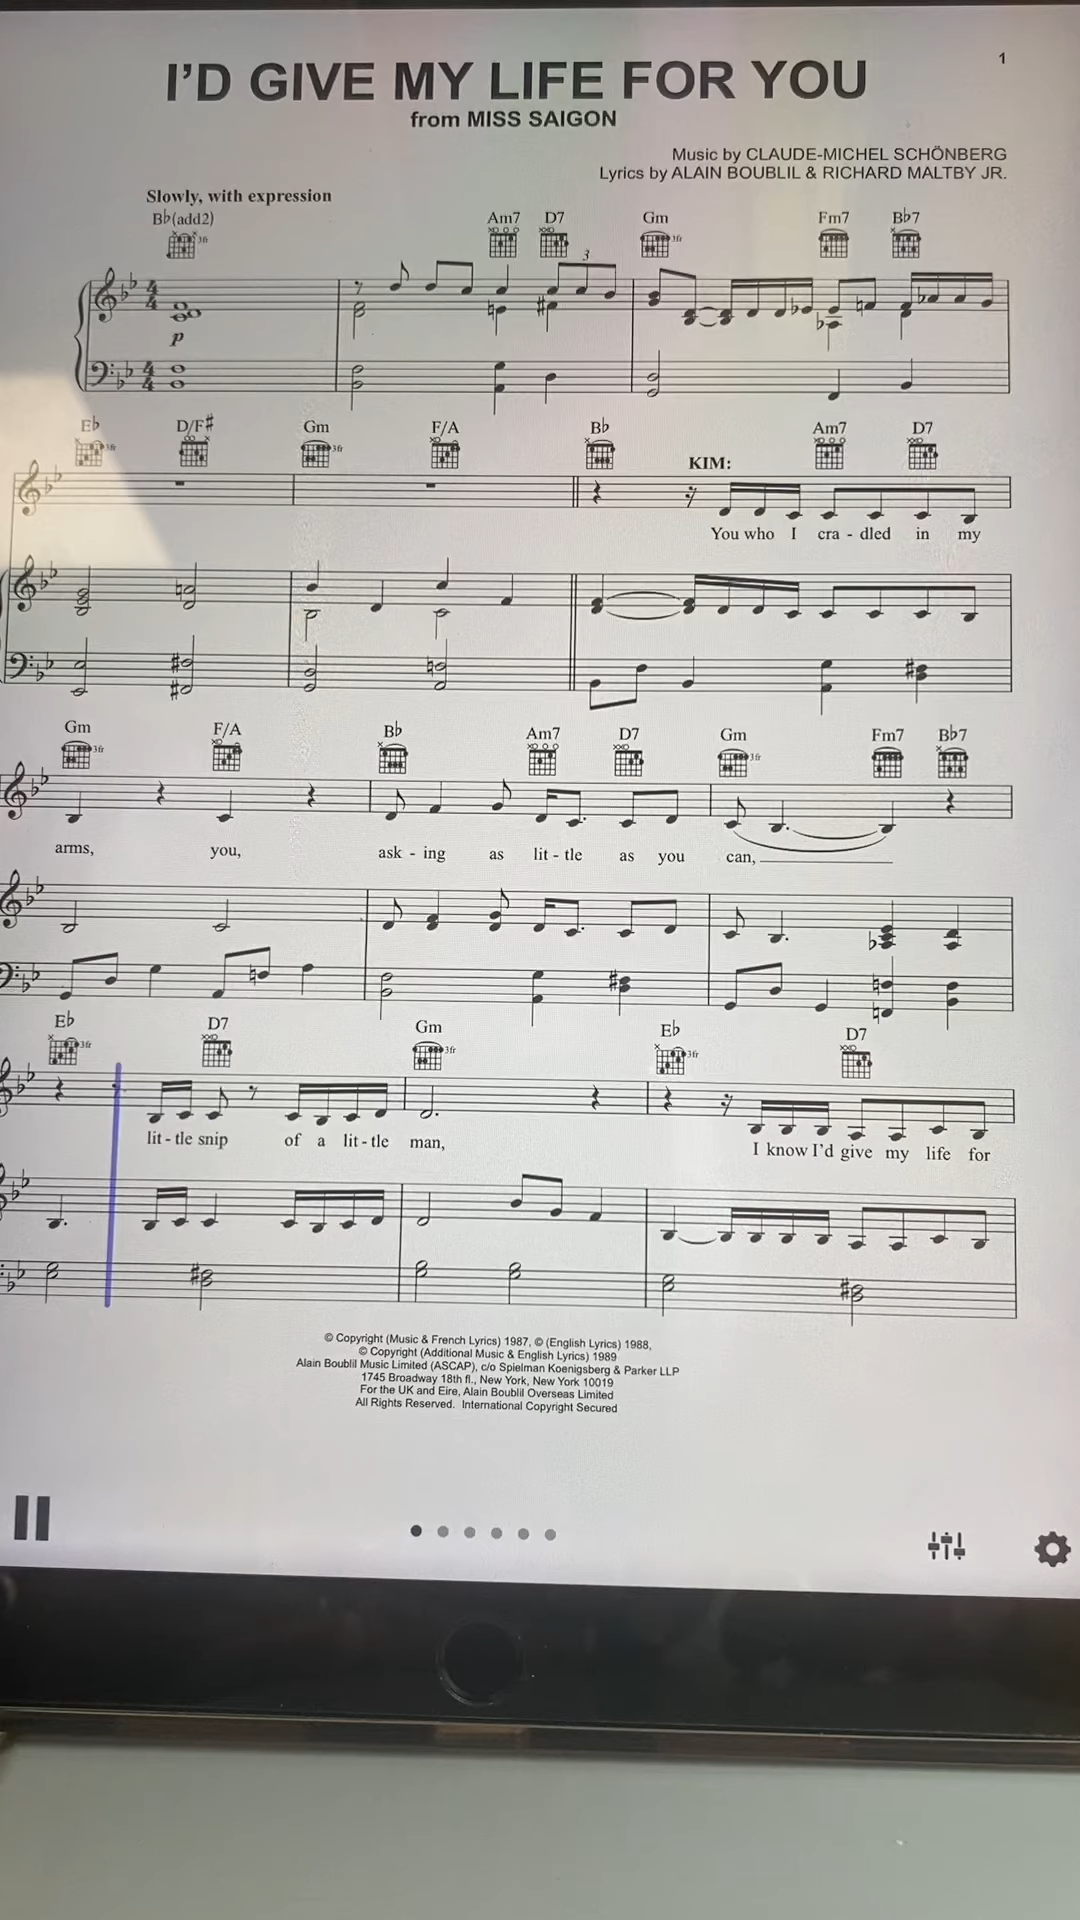 1
I'D GIVE MY LIFE FOR YOU
from MISS SAIGON
Music by CLAUDE-MICHEL SCHÖNBERG
Lyrics by ALAIN BOUBLIL & RICHARD MALTBY JR.
Slowly, with expression
B♭(add2) Am7 D7 Gm Fm7 B♭7
3fr 3fr
3
p
E♭ D/F♯ Gm F/A B♭ Am7 D7
3fr 3fr
KIM:
You who I cra - dled in my
Gm F/A B♭ Am7 D7 Gm Fm7 B♭7
3fr 3fr
arms, you, ask - ing as lit - tle as you can,
E♭ D7 Gm E♭ D7
3fr 3fr 3fr
lit - tle snip of a lit - tle man, I know I'd give my life for
© Copyright (Music & French Lyrics) 1987, © (English Lyrics) 1988,
© Copyright (Additional Music & English Lyrics) 1989
Alain Boublil Music Limited (ASCAP), c/o Spielman Koenigsberg & Parker LLP
1745 Broadway 18th fl., New York, New York 10019
For the UK and Eire, Alain Boublil Overseas Limited
All Rights Reserved. International Copyright Secured